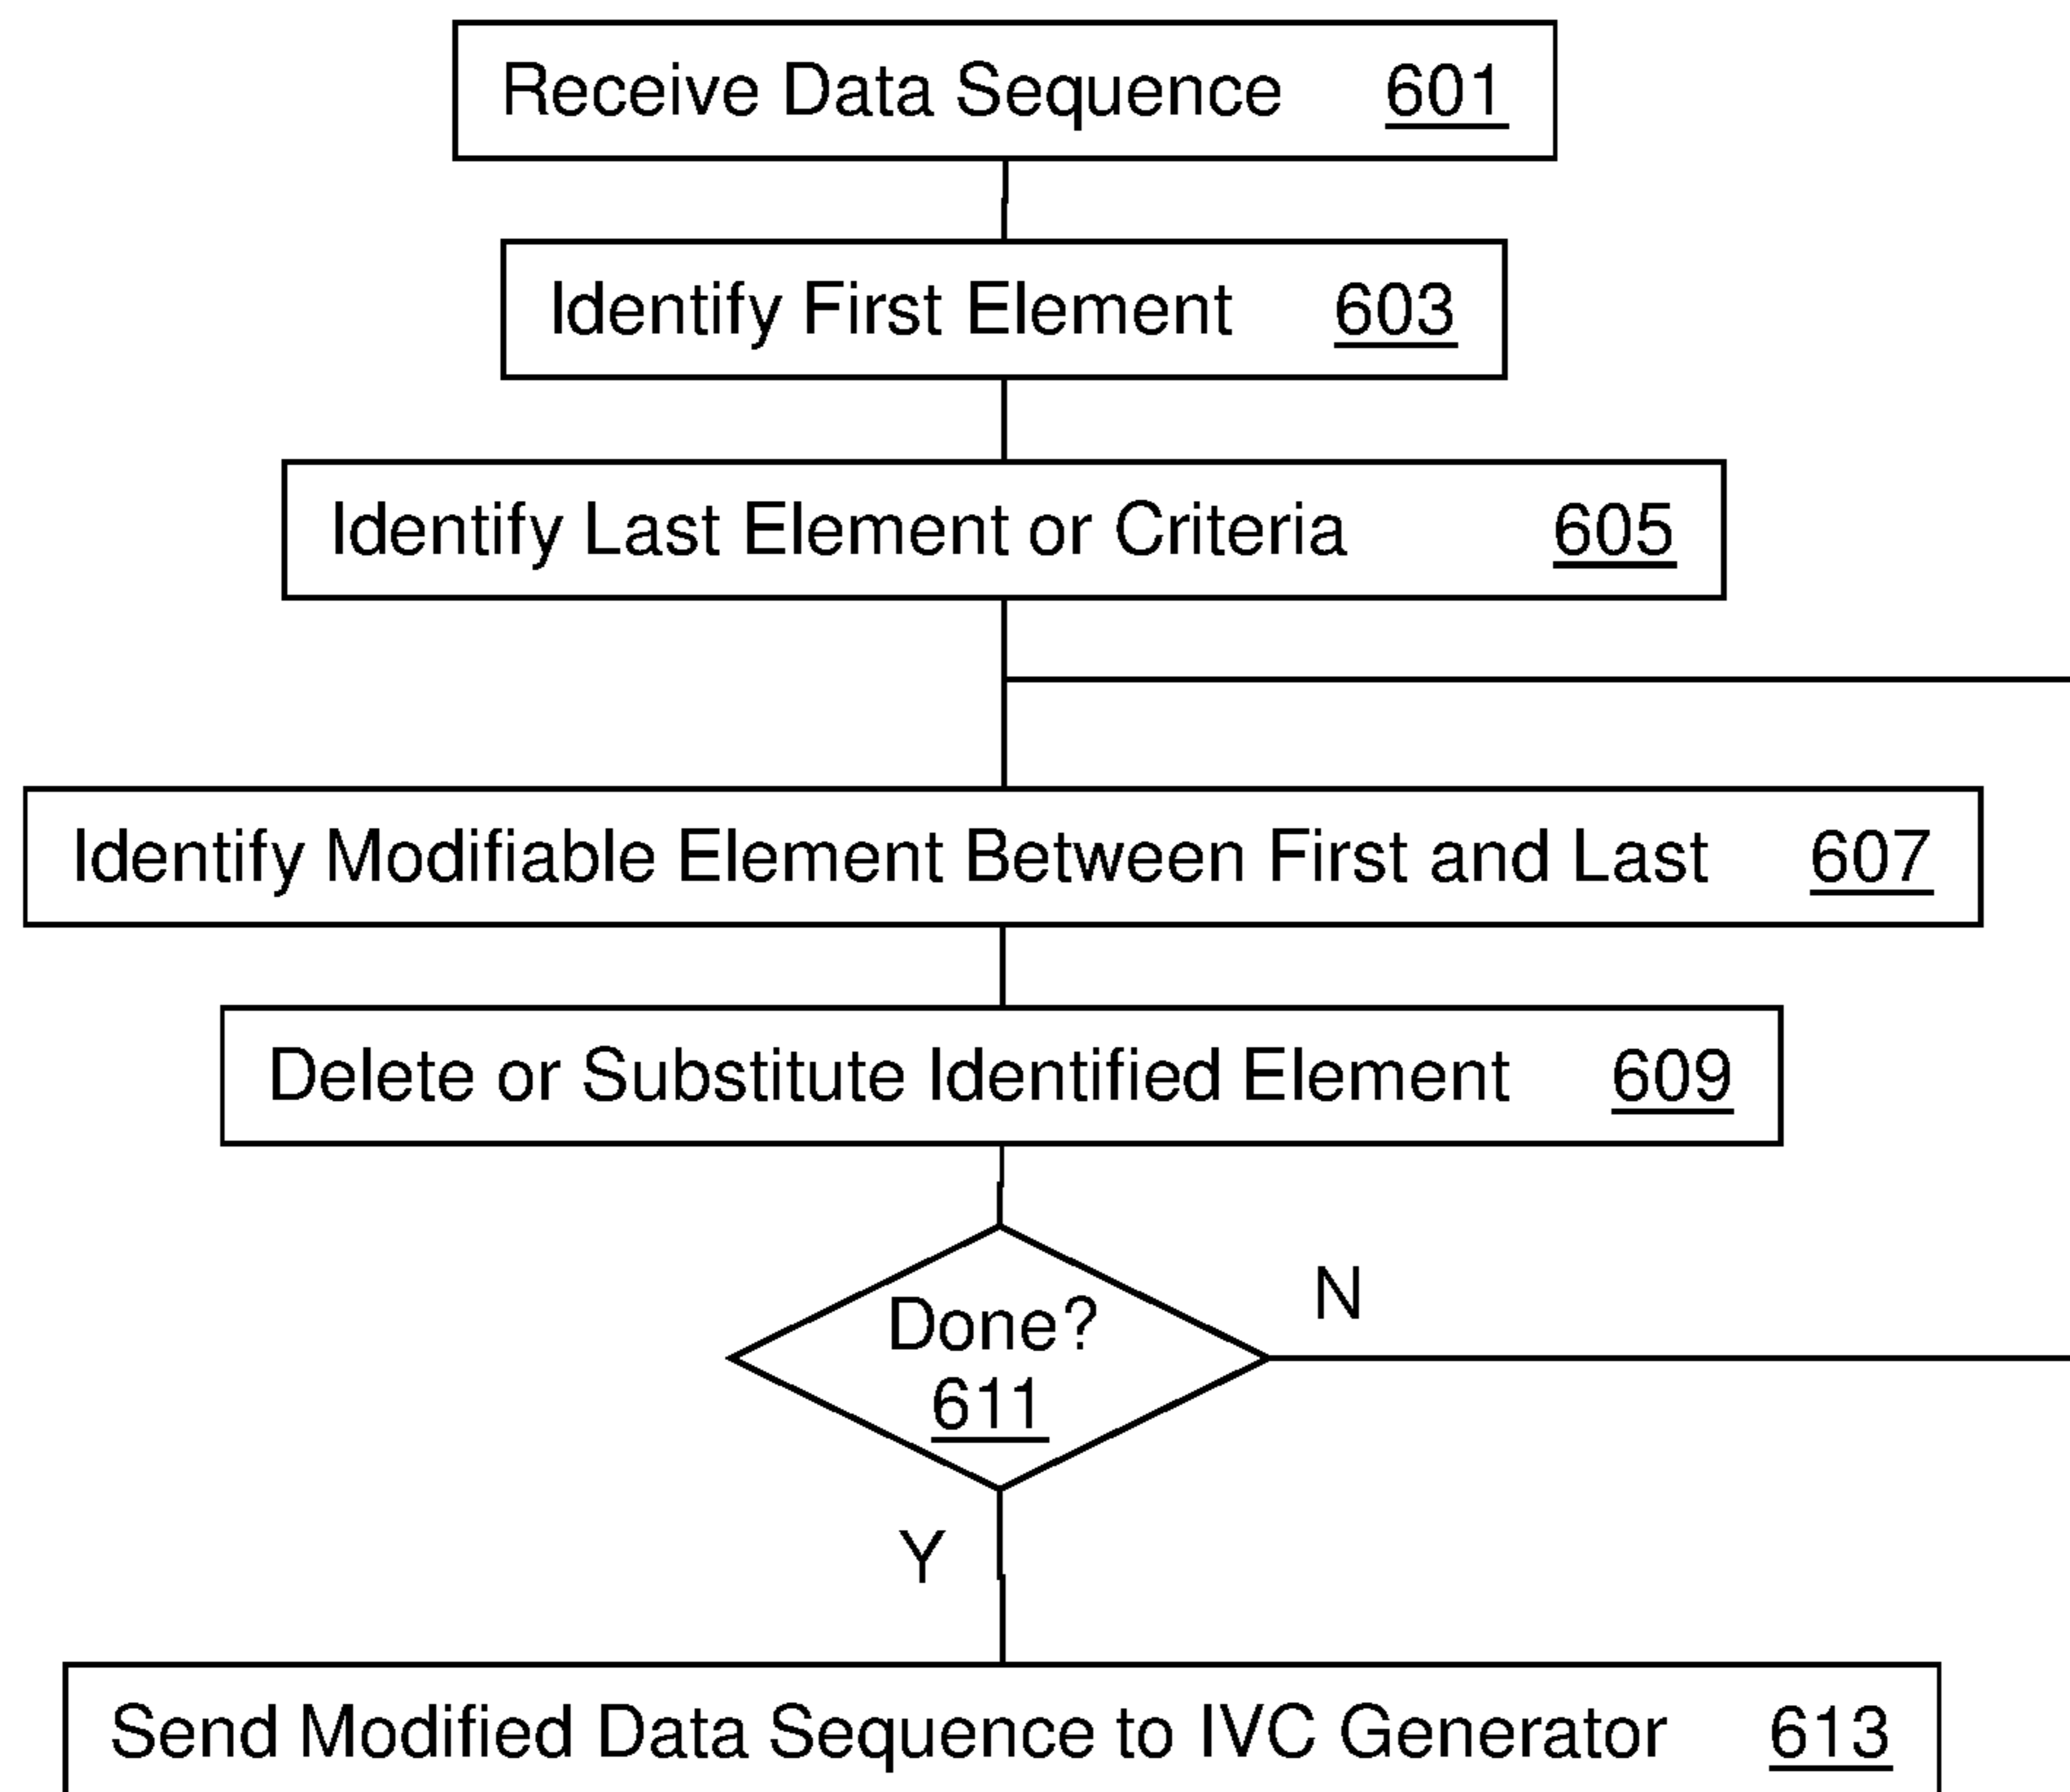 Receive Data Sequence 601
Identify First Element 603
Identify Last Element or Criteria 605
Identify Modifiable Element Between First and Last 607
Delete or Substitute Identified Element 609
N
Done?
611
Y
Send Modified Data Sequence to IVC Generator 613